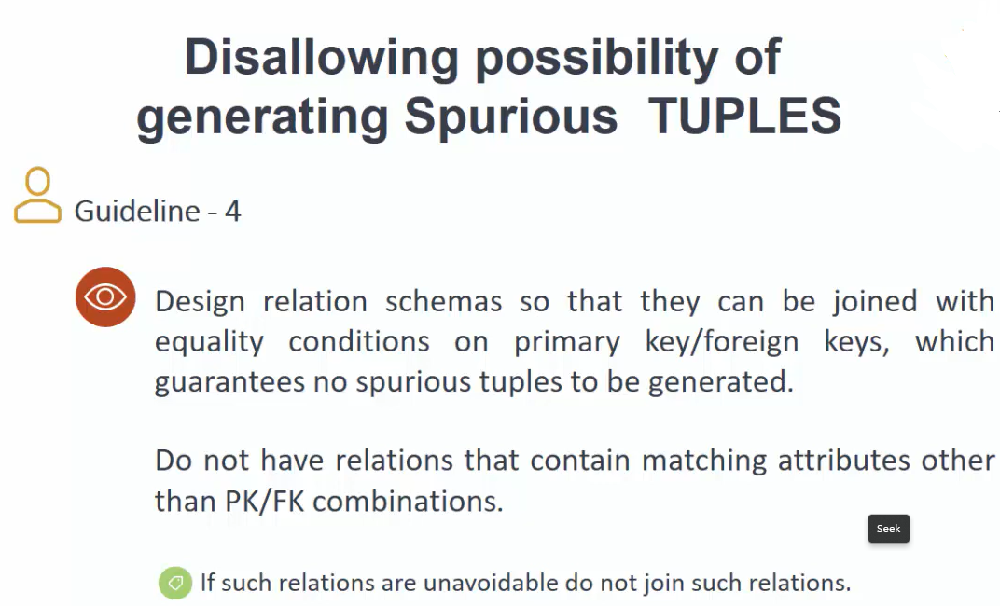 Disallowing possibility of
generating Spurious TUPLES
Guideline - 4
Design relation schemas so that they can be joined with
equality conditions on primary key/foreign keys, which
guarantees no spurious tuples to be generated.
Do not have relations that contain matching attributes other
than PK/FK combinations.
Seek
If such relations are unavoidable do not join such relations.